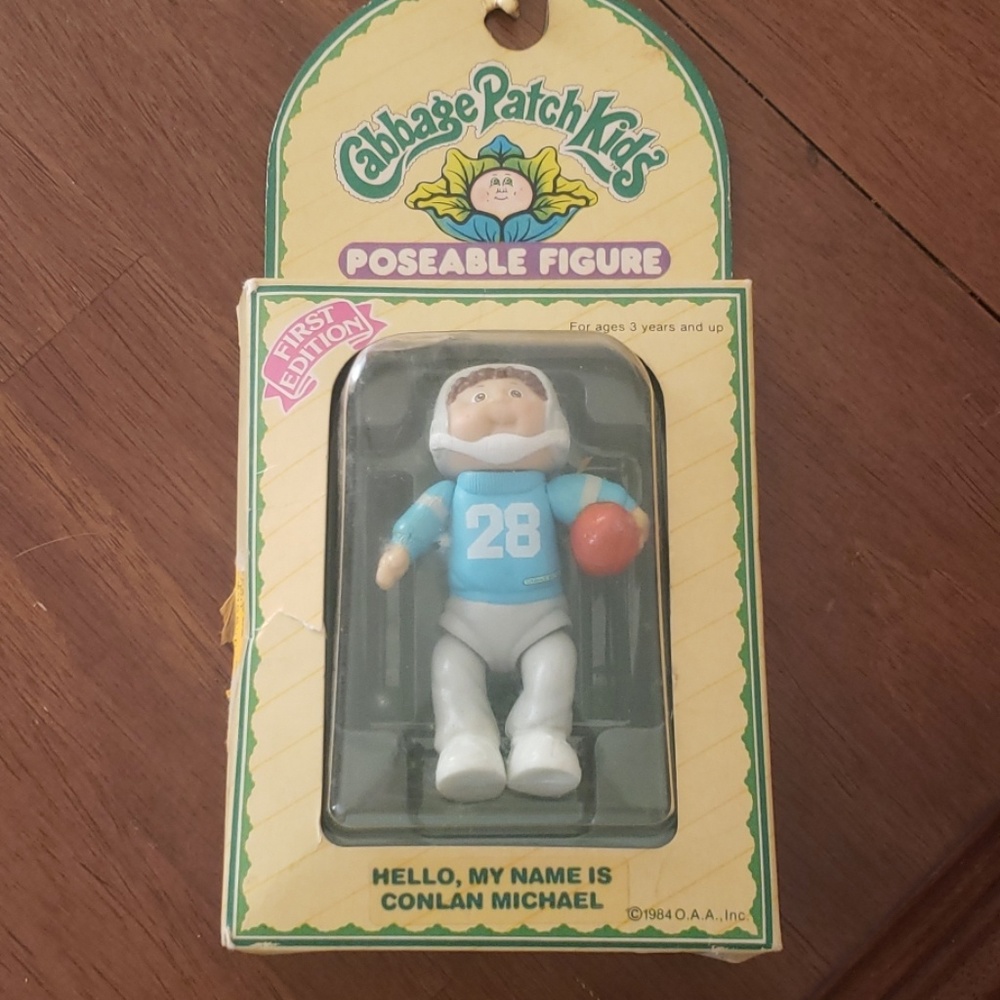 Cabbage Patch Kids
POSEABLE FIGURE
FIRST
EDITION
For ages 3 years and up
28
HELLO, MY NAME IS
CONLAN MICHAEL
©1984 O.A.A., Inc.